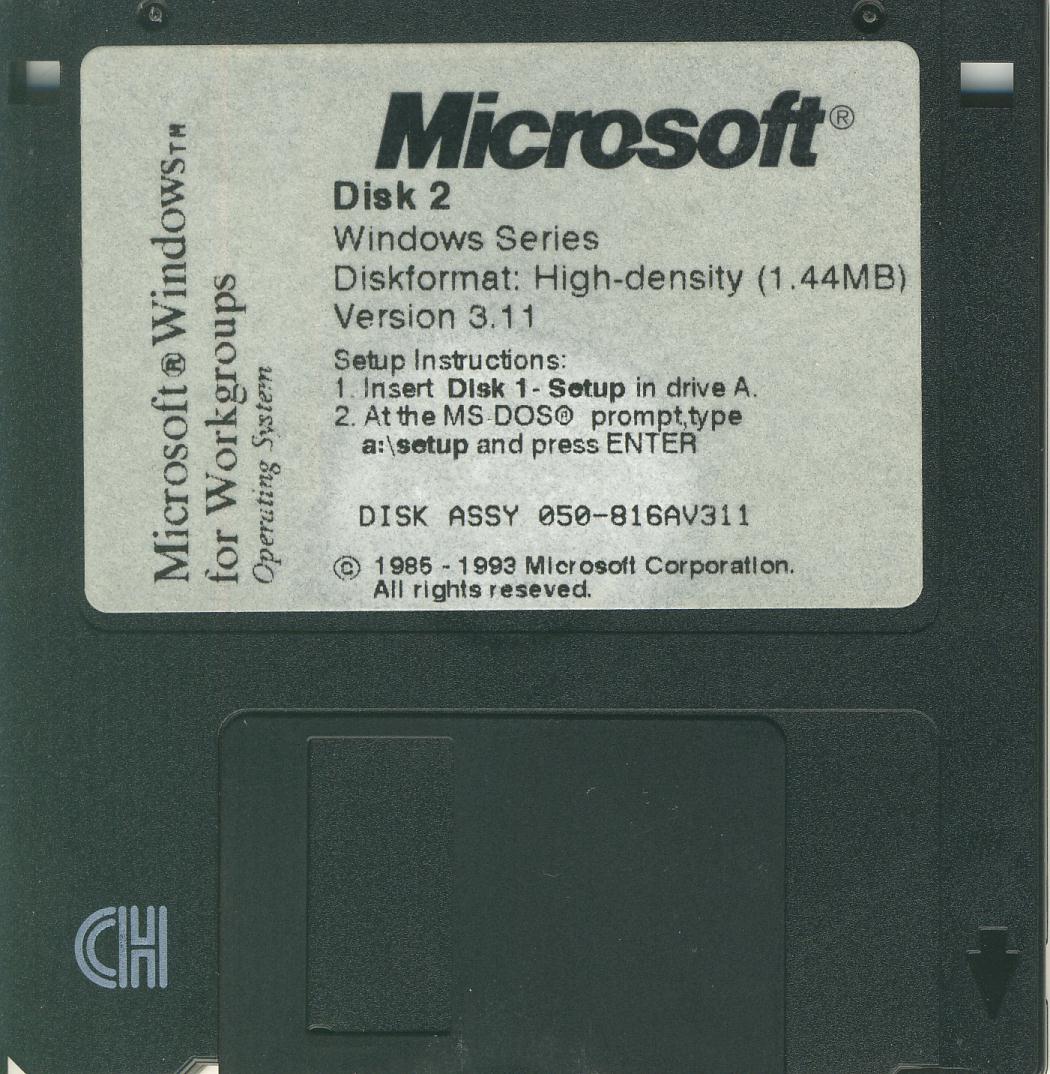 Microsoft®
Disk 2
Windows Series
Diskformat: High-density (1.44MB)
Version 3.11
Setup Instructions:
1. Insert Disk 1- Setup in drive A.
2. At the MS-DOS® prompt,type
a:\setup and press ENTER
DISK ASSY 050-816AV311
© 1985 - 1993 Microsoft Corporation.
All rights reseved.
Microsoft® Windows™
for Workgroups
Operating System
CH